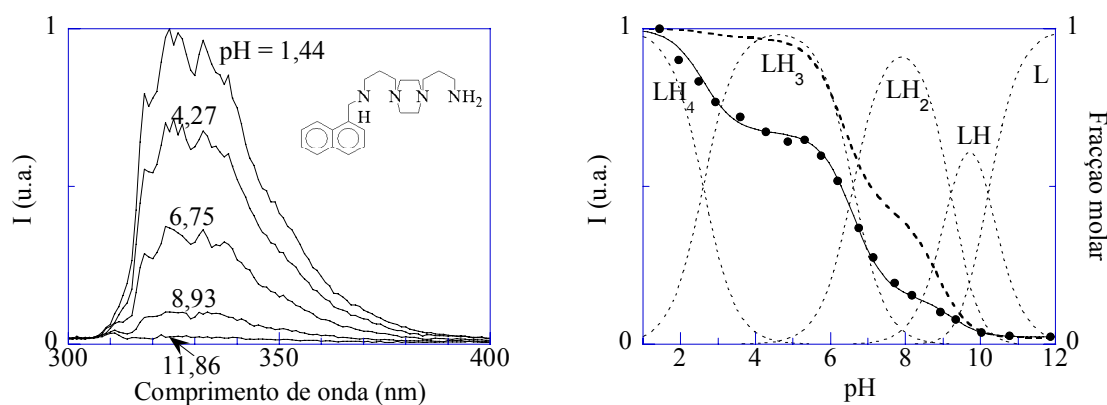 1
pH = 1,44
4,27
6,75
8,93
11,86
0
300
350
400
I (u.a.)
Comprimento de onda (nm)
N
H
N
N
NH2
1
0
I (u.a.)
LH4
LH3
LH2
LH
L
1
0
Fracçao molar
2
4
6
8
10
12
pH